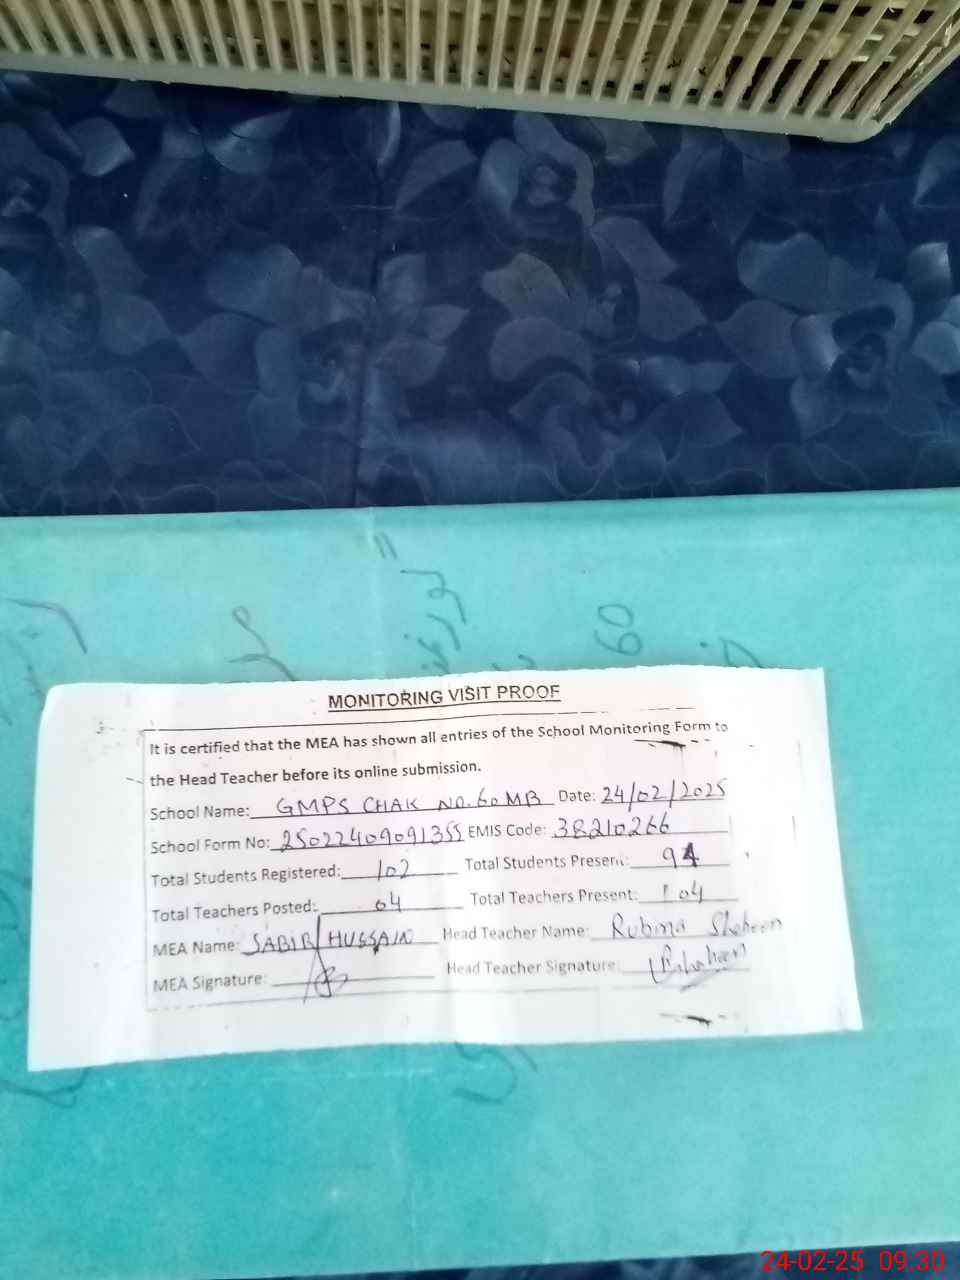 60
MONITORING VISIT PROOF
It is certified that the MEA has shown all entries of the School Monitoring Form to
the Head Teacher before its online submission.
School Name: GMPS CHAK NO. 60 MB Date: 24/02/2025
School Form No: 25022409091355 EMIS Code: 38210266
Total Students Registered: 102 Total Students Present: 94
Total Teachers Posted: 04 Total Teachers Present: 04
MEA Name: SABIR HUSSAIN Head Teacher Name: Rubina Shaheen
MEA Signature: Head Teacher Signature: Shaheen
24-02-25 09:30